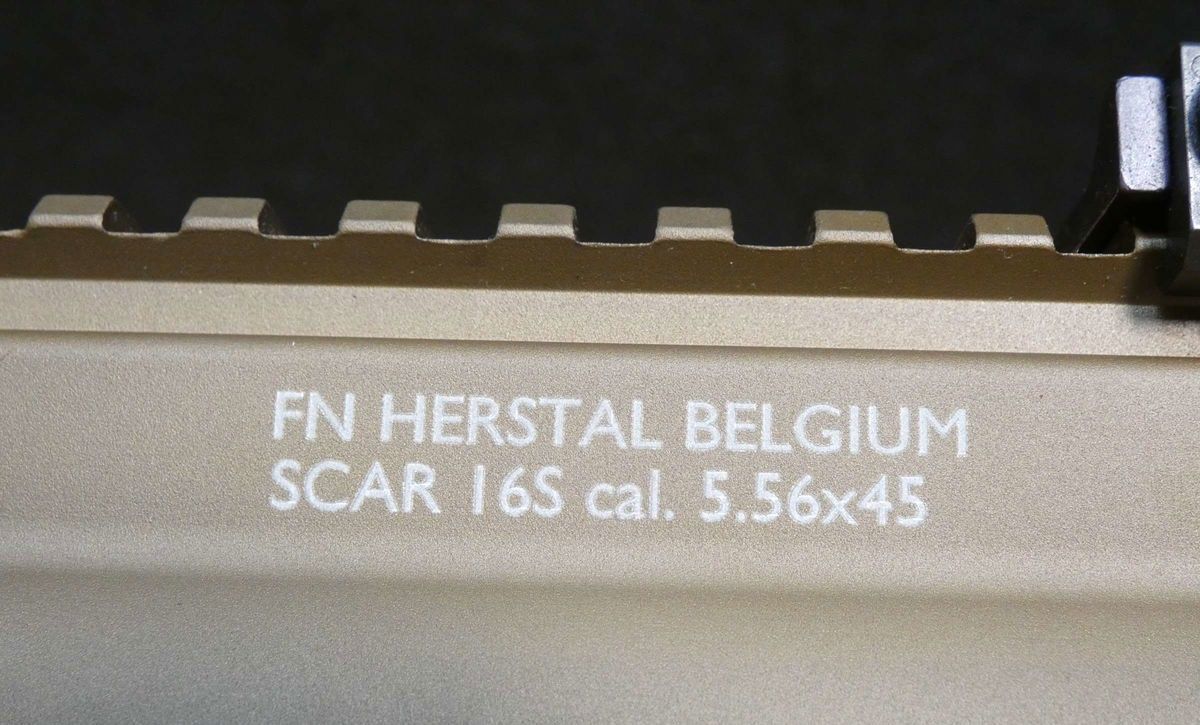 FN HERSTAL BELGIUM
SCAR 16S cal. 5.56x45